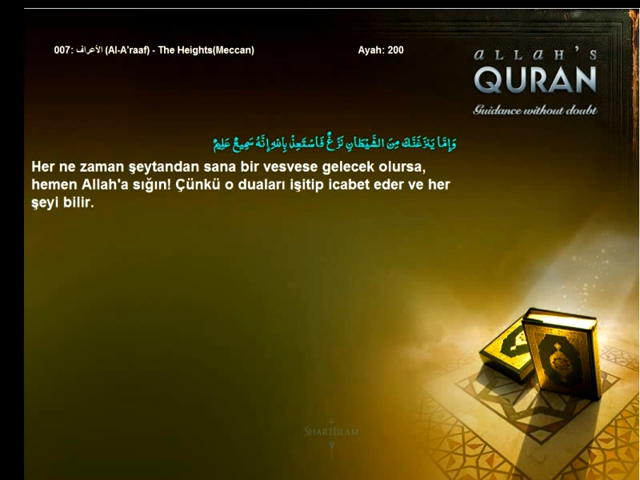 007: الأعراف (Al-A'raaf) - The Heights(Meccan) Ayah: 200
ALLAH'S
QURAN
Guidance without doubt
وَإِمَّا يَنزَغَنَّكَ مِنَ الشَّيْطَانِ نَزْغٌ فَاسْتَعِذْ بِاللَّهِ إِنَّهُ سَمِيعٌ عَلِيمٌ
Her ne zaman şeytandan sana bir vesvese gelecek olursa,
hemen Allah'a sığın! Çünkü o duaları işitip icabet eder ve her
şeyi bilir.
SHAREISLAM